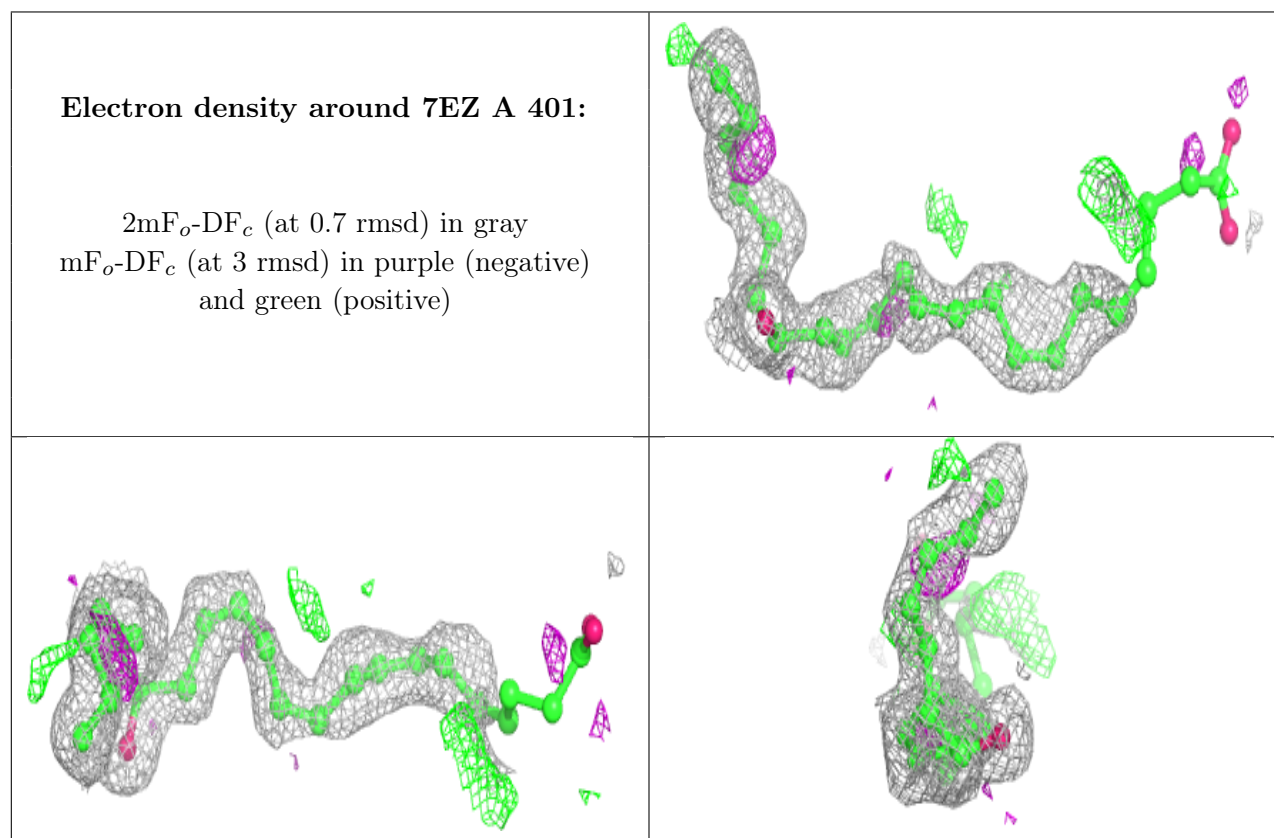 Electron density around 7EZ A 401:
2mFo-DFc (at 0.7 rmsd) in gray
mFo-DFc (at 3 rmsd) in purple (negative)
and green (positive)